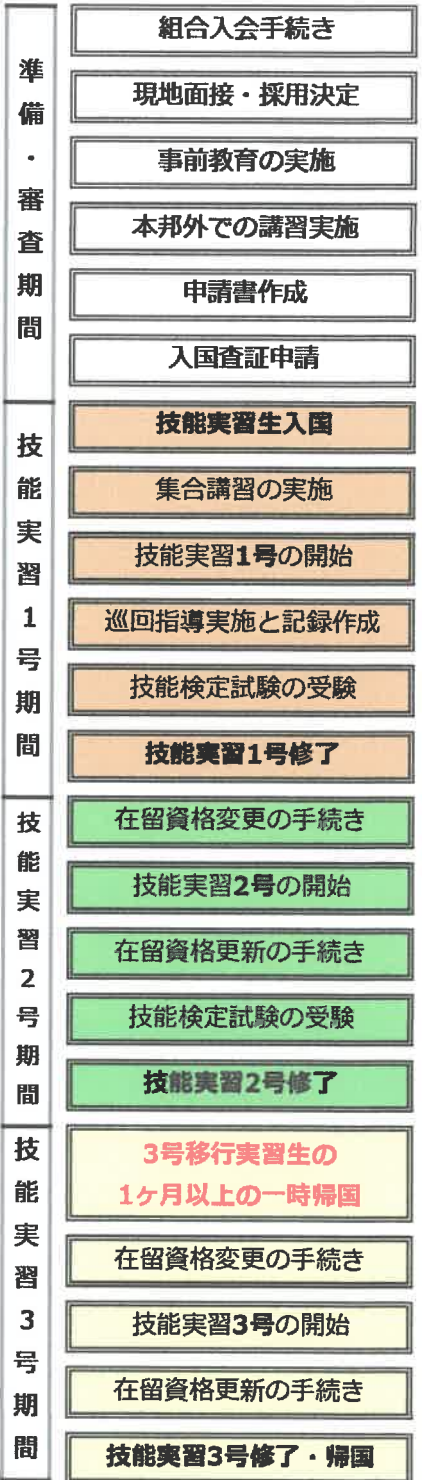 準備・審査期間
組合入会手続き
現地面接・採用決定
事前教育の実施
本邦外での講習実施
申請書作成
入国査証申請
技能実習1号期間
技能実習生入国
集合講習の実施
技能実習1号の開始
巡回指導実施と記録作成
技能検定試験の受験
技能実習1号修了
技能実習2号期間
在留資格変更の手続き
技能実習2号の開始
在留資格更新の手続き
技能検定試験の受験
技能実習2号修了
技能実習3号期間
3号移行実習生の
1ヶ月以上の一時帰国
在留資格変更の手続き
技能実習3号の開始
在留資格更新の手続き
技能実習3号修了・帰国